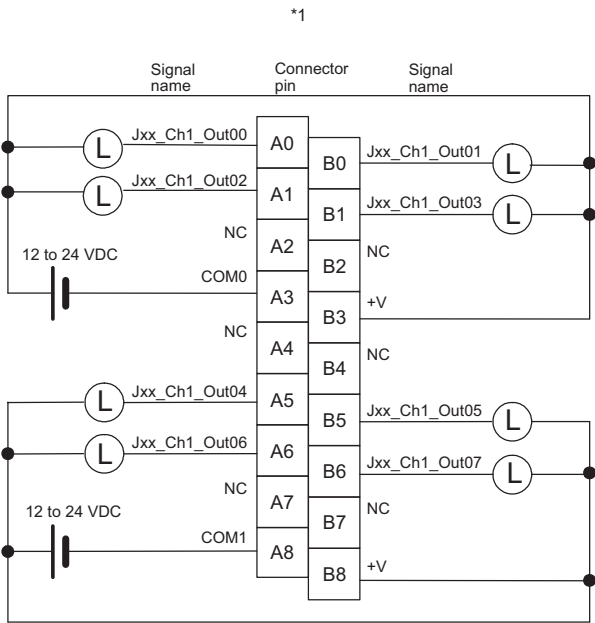 *1
Signal name
Connector pin
Signal name
Jxx_Ch1_Out00
L
A0
B0
Jxx_Ch1_Out01
L
Jxx_Ch1_Out02
L
A1
B1
Jxx_Ch1_Out03
L
NC
A2
B2
NC
12 to 24 VDC
COM0
A3
B3
+V
NC
A4
B4
NC
Jxx_Ch1_Out04
L
A5
B5
Jxx_Ch1_Out05
L
Jxx_Ch1_Out06
L
A6
B6
Jxx_Ch1_Out07
L
NC
A7
B7
NC
12 to 24 VDC
COM1
A8
B8
+V